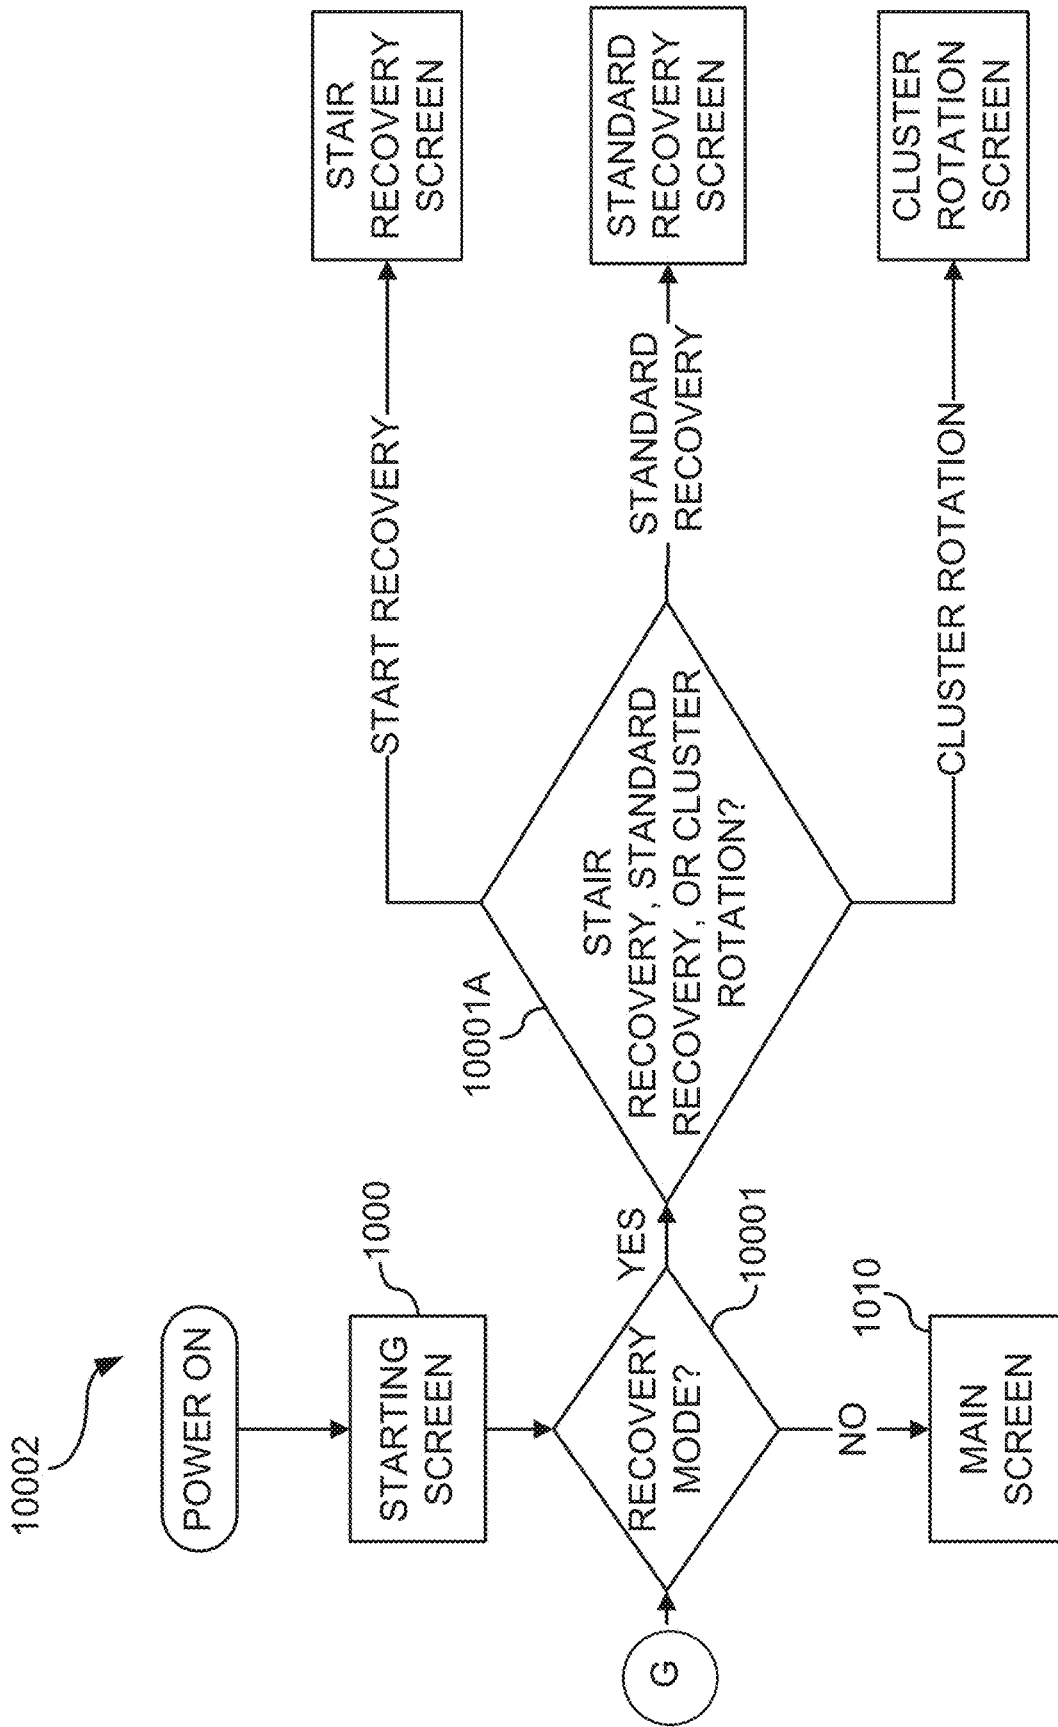 10002
POWER ON
1000
STARTING
SCREEN
G
RECOVERY
MODE?
10001
YES
NO
1010
MAIN
SCREEN
10001A
STAIR
RECOVERY, STANDARD
RECOVERY, OR CLUSTER
ROTATION?
START RECOVERY
STAIR
RECOVERY
SCREEN
STANDARD
RECOVERY
STANDARD
RECOVERY
SCREEN
CLUSTER ROTATION
CLUSTER
ROTATION
SCREEN